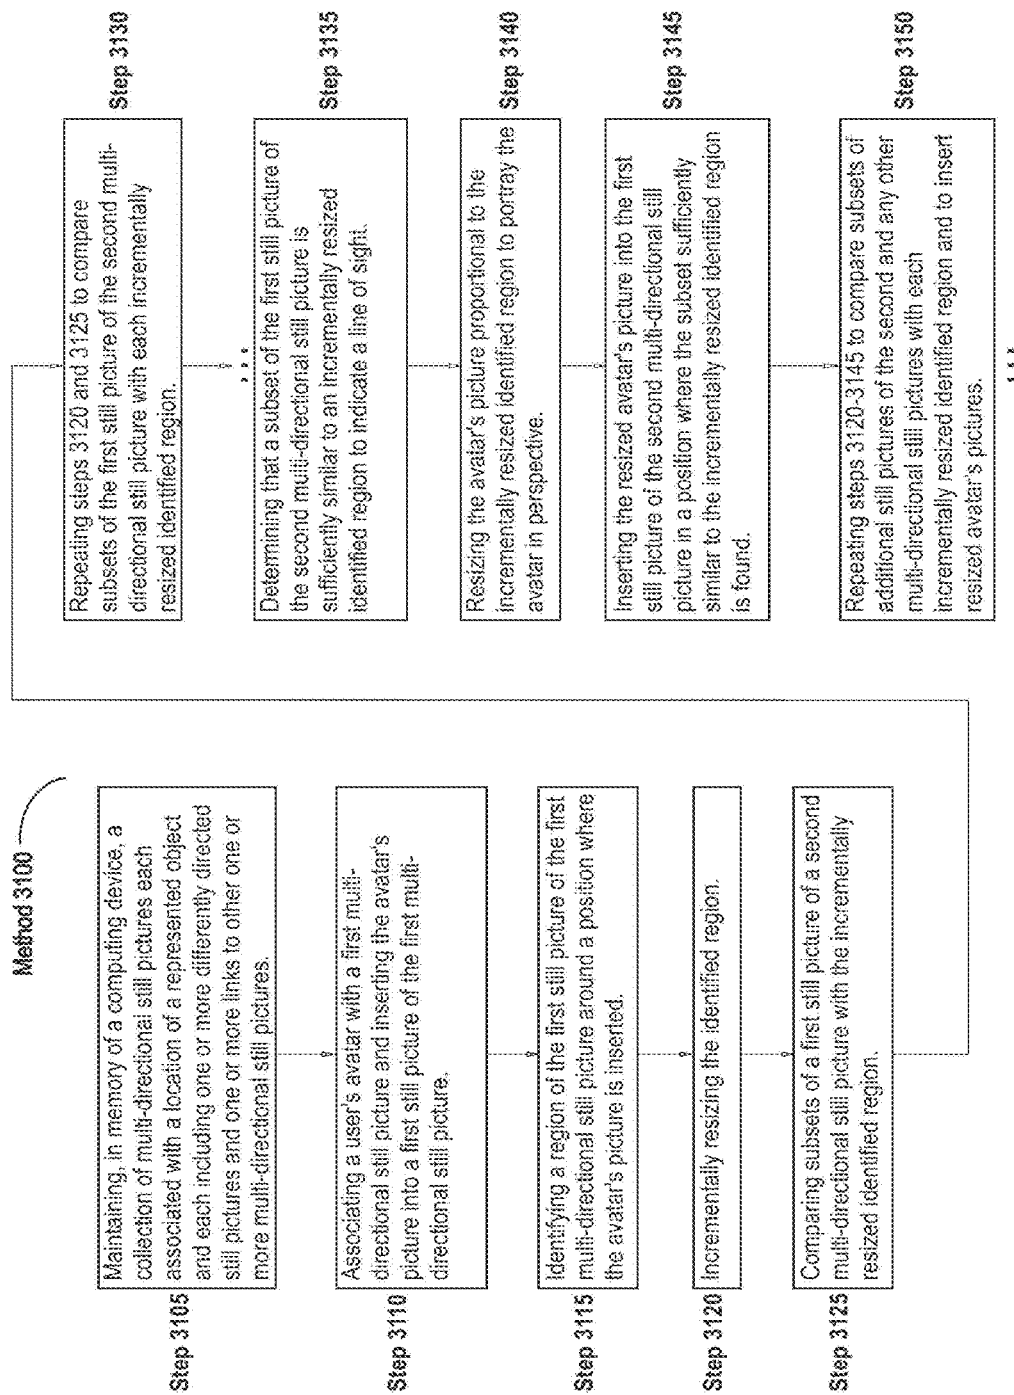 Method 3100
Step 3105
Maintaining, in memory of a computing device, a
collection of multi-directional still pictures each
associated with a location of a represented object
and each including one or more differently directed
still pictures and one or more links to other one or
more multi-directional still pictures.
Step 3110
Associating a user's avatar with a first multi-
directional still picture and inserting the avatar's
picture into a first still picture of the first multi-
directional still picture.
Step 3115
Identifying a region of the first still picture of the first
multi-directional still picture around a position where
the avatar's picture is inserted.
Step 3120
Incrementally resizing the identified region.
Step 3125
Comparing subsets of a first still picture of a second
multi-directional still picture with the incrementally
resized identified region.
Repeating steps 3120 and 3125 to compare
subsets of the first still picture of the second multi-
directional still picture with each incrementally
resized identified region.
Step 3130
...
Determining that a subset of the first still picture of
the second multi-directional still picture is
sufficiently similar to an incrementally resized
identified region to indicate a line of sight.
Step 3135
Resizing the avatar's picture proportional to the
incrementally resized identified region to portray the
avatar in perspective.
Step 3140
Inserting the resized avatar's picture into the first
still picture of the second multi-directional still
picture in a position where the subset sufficiently
similar to the incrementally resized identified region
is found.
Step 3145
Repeating steps 3120-3145 to compare subsets of
additional still pictures of the second and any other
multi-directional still pictures with each
incrementally resized identified region and to insert
resized avatar's pictures.
Step 3150
...